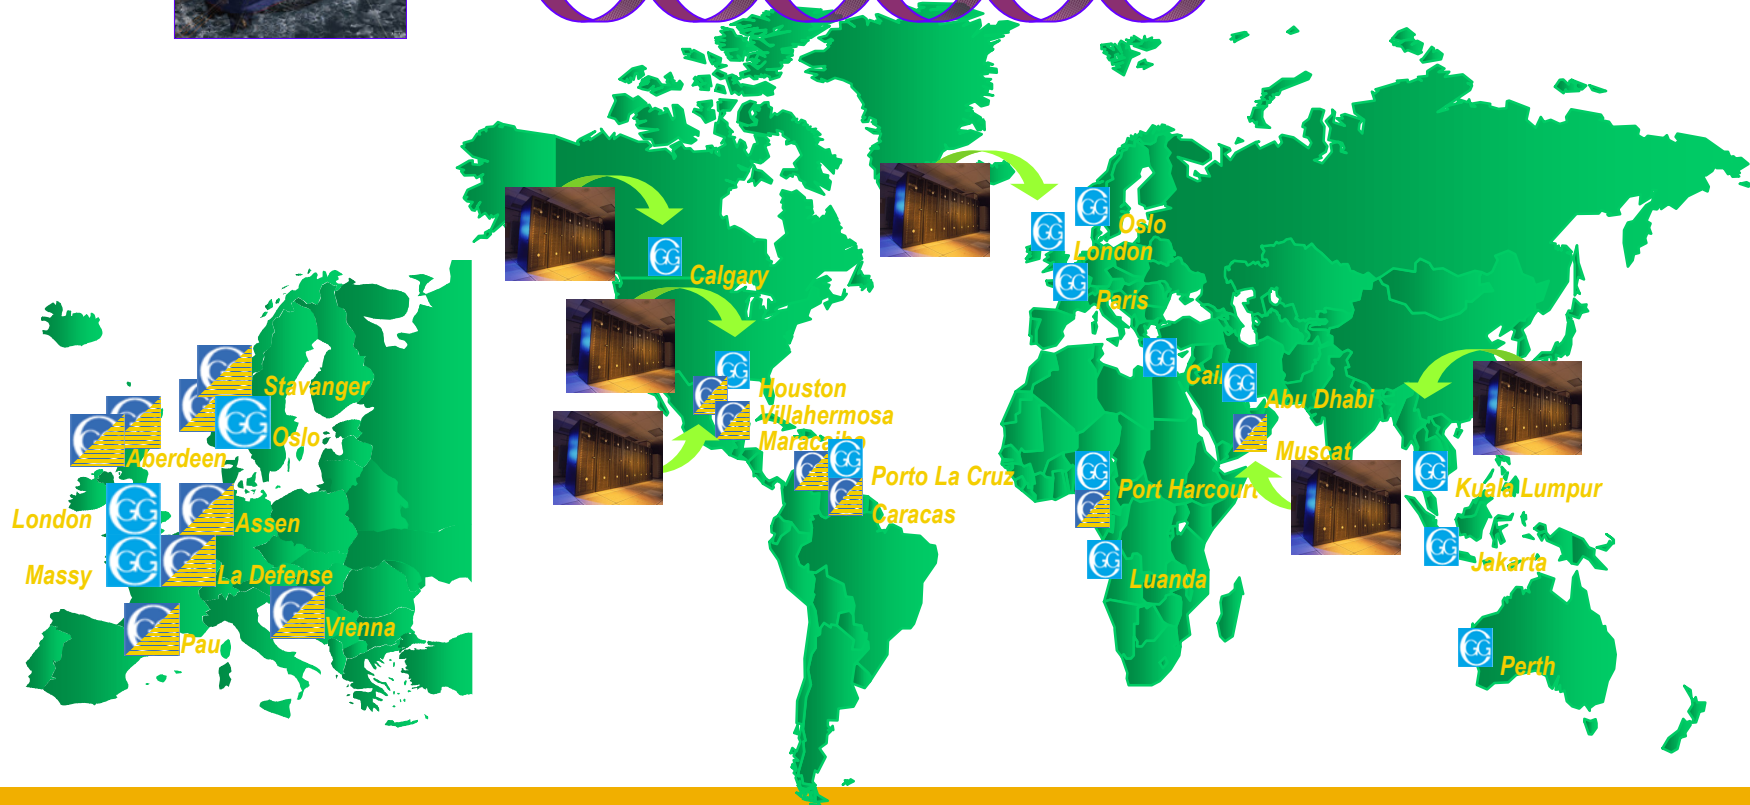 Oslo
London
Calgary
Paris
Stavanger
Houston
Abu Dhabi
Villahermosa
Oslo
Muscat
Aberdeen
Porto La Cruz
Port Harcourt
Kuala Lumpur
Caracas
London
Assen
Jakarta
Massy
La Defense
Luanda
Vienna
Pau
Perth